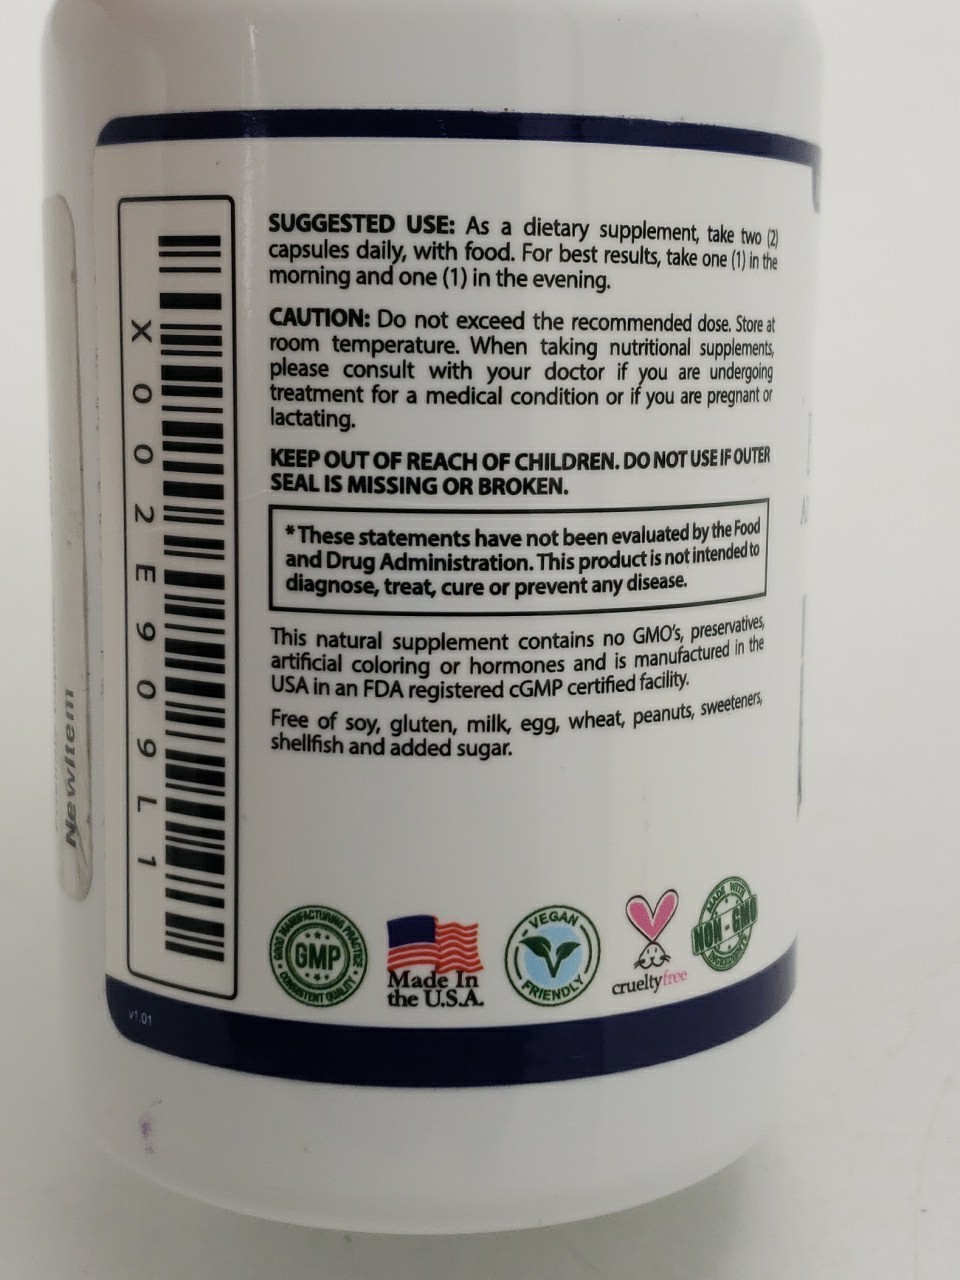 SUGGESTED USE: As a dietary supplement, take two (2)
capsules daily, with food. For best results, take one (1) in the
morning and one (1) in the evening.
CAUTION: Do not exceed the recommended dose. Store at
room temperature. When taking nutritional supplements,
please consult with your doctor if you are undergoing
treatment for a medical condition or if you are pregnant or
lactating.
KEEP OUT OF REACH OF CHILDREN. DO NOT USE IF OUTER
SEAL IS MISSING OR BROKEN.
*These statements have not been evaluated by the Food
and Drug Administration. This product is not intended to
diagnose, treat, cure or prevent any disease.
This natural supplement contains no GMO's, preservatives,
artificial coloring or hormones and is manufactured in the
USA in an FDA registered cGMP certified facility.
Free of soy, gluten, milk, egg, wheat, peanuts, sweeteners,
shellfish and added sugar.
X002E909L1
NewItem
GOOD MANUFACTURING PRACTICE
GMP
CONSISTENT QUALITY
Made In
the U.S.A.
VEGAN
FRIENDLY
crueltyfree
MADE WITH
NON-GMO
INGREDIENTS
v1.01